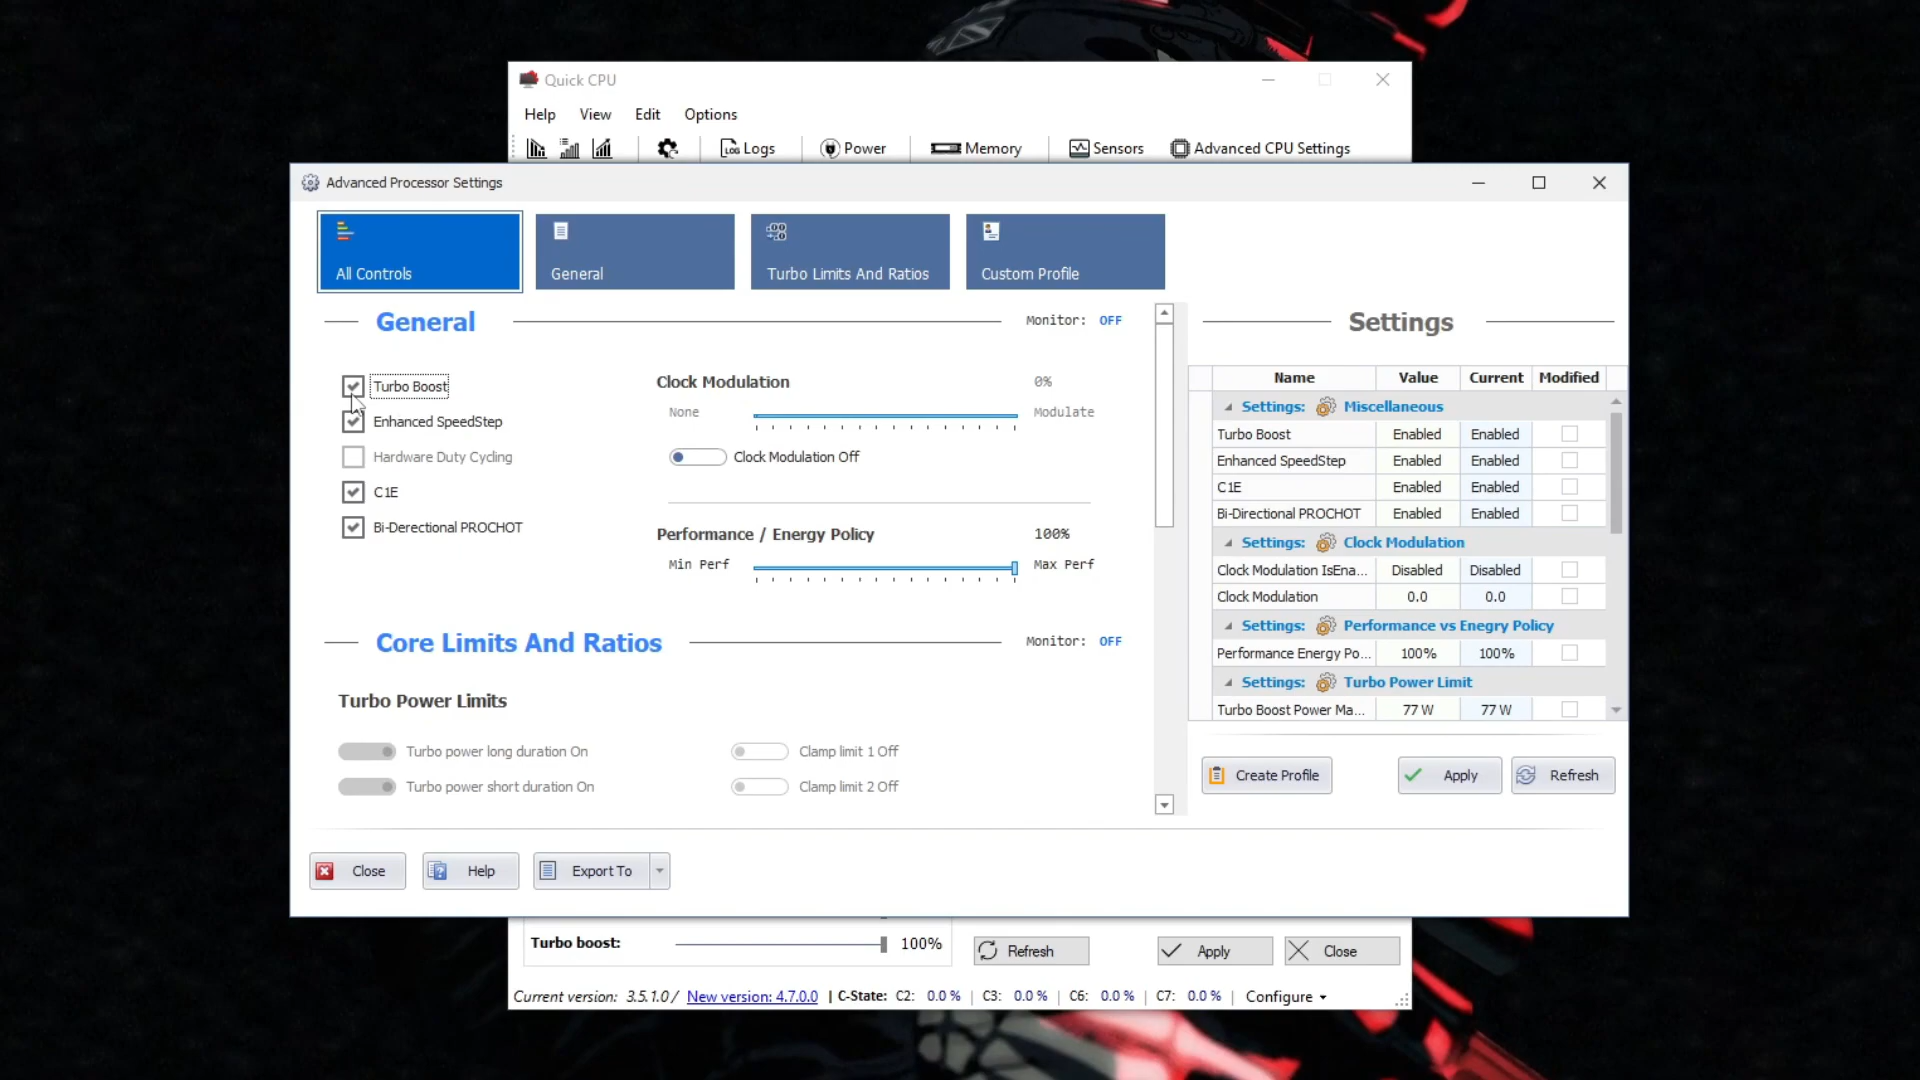 Quick CPU
Help View Edit Options
LOG Logs Power Memory Sensors Advanced CPU Settings
Advanced Processor Settings
All Controls General Turbo Limits And Ratios Custom Profile
General Monitor: OFF
Turbo Boost
Enhanced SpeedStep
Hardware Duty Cycling
C1E
Bi-Derectional PROCHOT
Clock Modulation 0%
None Modulate
Clock Modulation Off
Performance / Energy Policy 100%
Min Perf Max Perf
Core Limits And Ratios Monitor: OFF
Turbo Power Limits
Turbo power long duration On Clamp limit 1 Off
Turbo power short duration On Clamp limit 2 Off
Settings
Name Value Current Modified
Settings: Miscellaneous
Turbo Boost Enabled Enabled
Enhanced SpeedStep Enabled Enabled
C1E Enabled Enabled
Bi-Directional PROCHOT Enabled Enabled
Settings: Clock Modulation
Clock Modulation IsEna... Disabled Disabled
Clock Modulation 0.0 0.0
Settings: Performance vs Enegry Policy
Performance Energy Po... 100% 100%
Settings: Turbo Power Limit
Turbo Boost Power Ma... 77 W 77 W
Create Profile Apply Refresh
Close Help Export To
Turbo boost: 100% Refresh Apply Close
Current version: 3.5.1.0/ New version: 4.7.0.0 | C-State: C2: 0.0 % | C3: 0.0 % | C6: 0.0 % | C7: 0.0 % | Configure